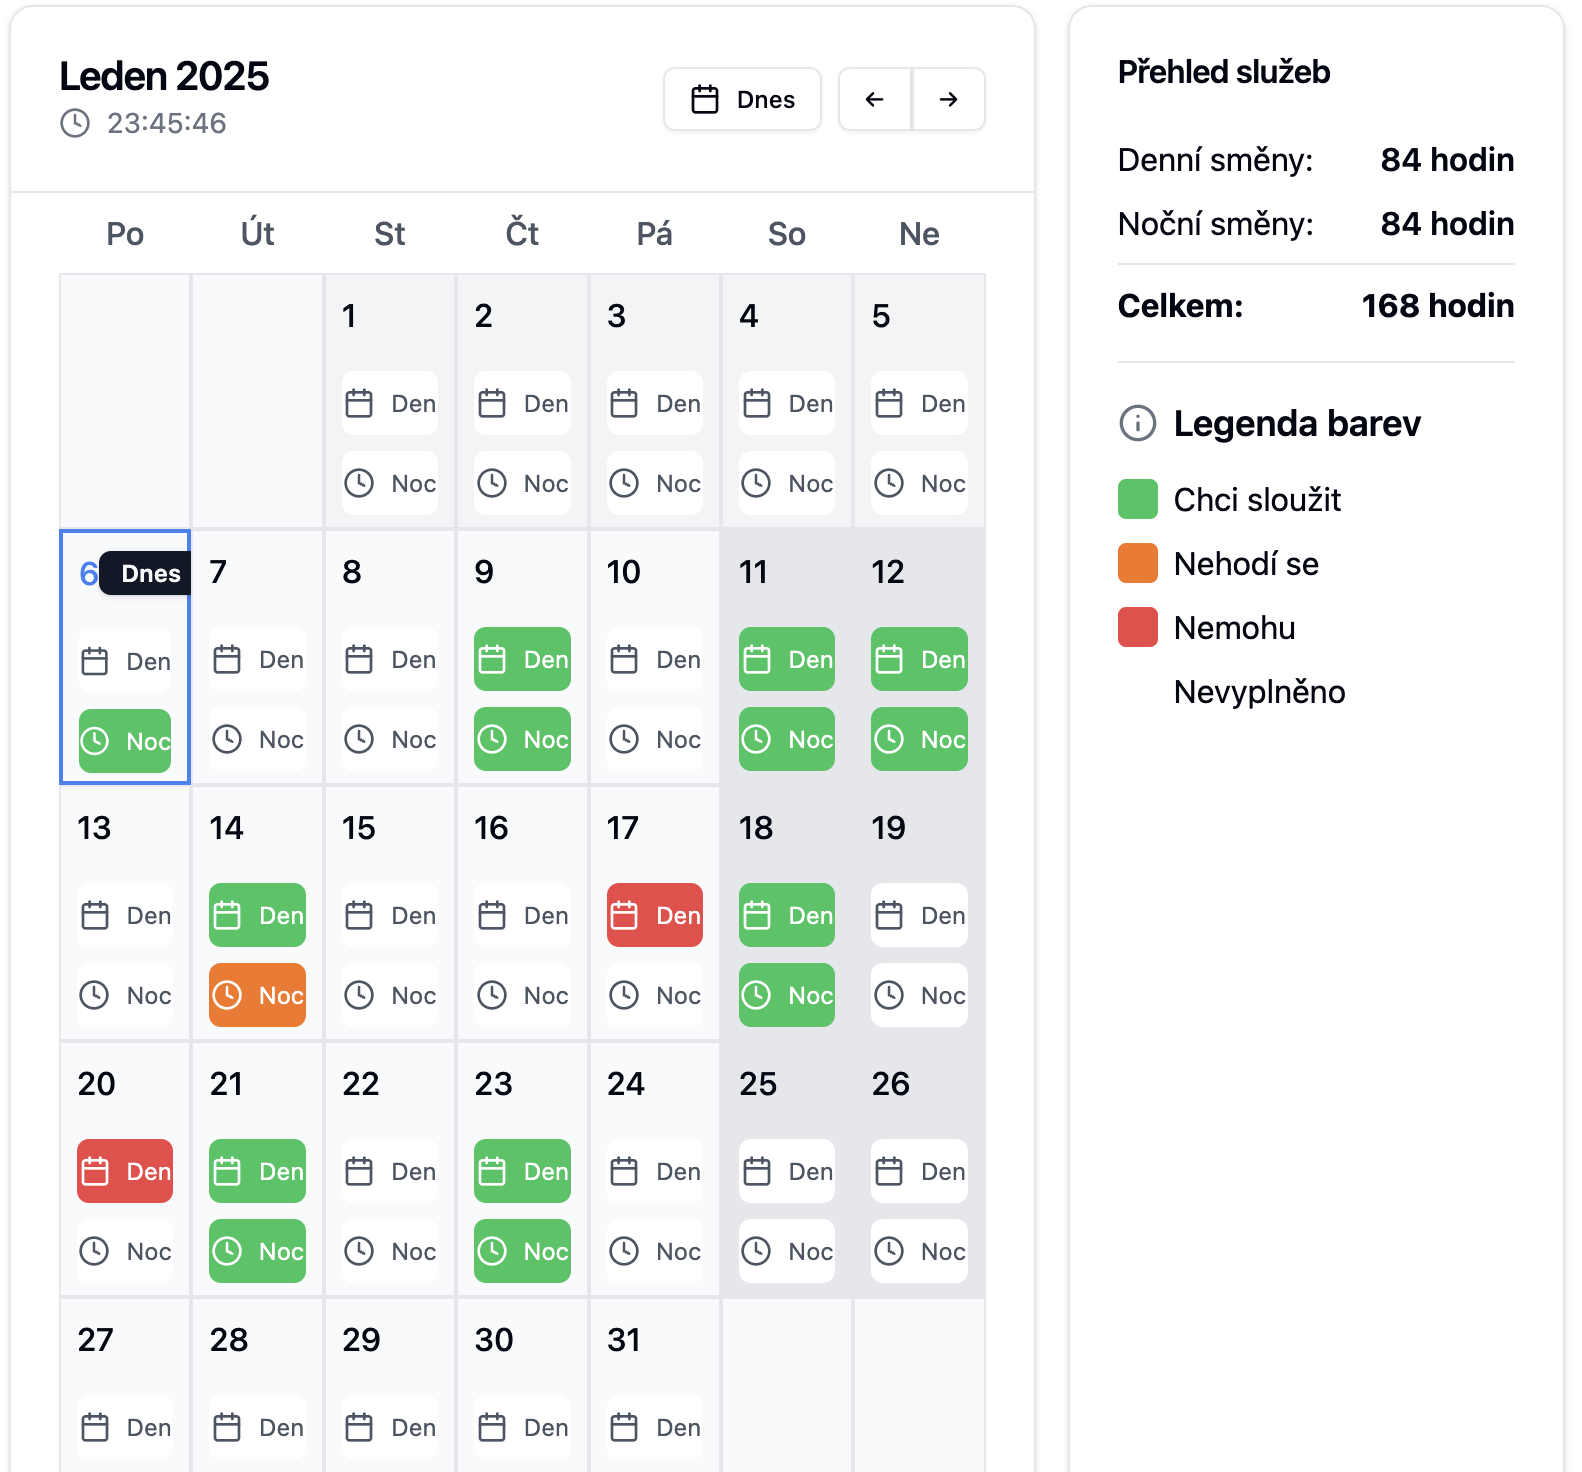 Leden 2025
23:45:46
Dnes
Po Út St Čt Pá So Ne
1 2 3 4 5
Den Den Den Den Den
Noc Noc Noc Noc Noc
6 Dnes 7 8 9 10 11 12
Den Den Den Den Den Den Den
Noc Noc Noc Noc Noc Noc Noc
13 14 15 16 17 18 19
Den Den Den Den Den Den Den
Noc Noc Noc Noc Noc Noc Noc
20 21 22 23 24 25 26
Den Den Den Den Den Den Den
Noc Noc Noc Noc Noc Noc Noc
27 28 29 30 31
Den Den Den Den Den
Přehled služeb
Denní směny: 84 hodin
Noční směny: 84 hodin
Celkem: 168 hodin
Legenda barev
Chci sloužit
Nehodí se
Nemohu
Nevyplněno